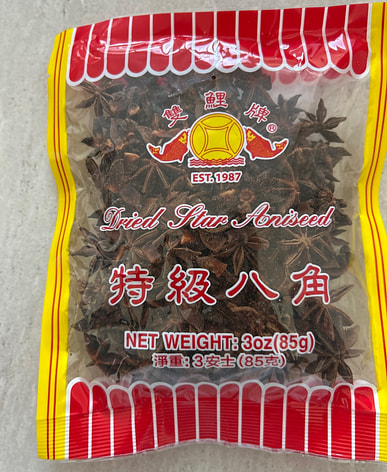 雙鯉牌®
EST. 1987
Dried Star Aniseed
特級八角
NET WEIGHT: 3oz(85g)
淨重: 3安士(85克)